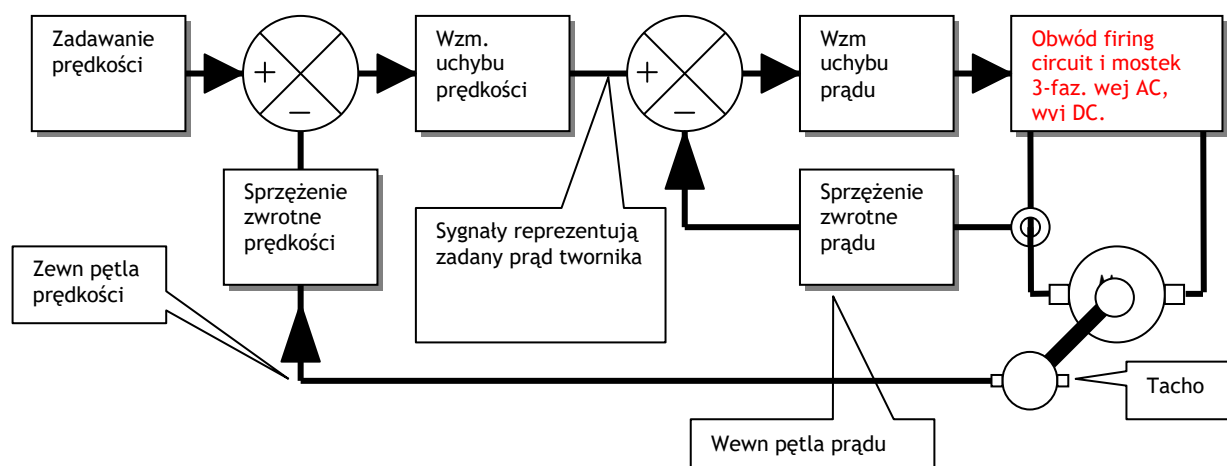 Zadawanie
prędkości
+
−
Wzm.
uchybu
prędkości
+
−
Wzm
uchybu
prądu
Obwód firing
circuit i mostek
3-faz. wej AC,
wyj DC.
Sprzężenie
zwrotne
prędkości
Sygnały reprezentują
zadany prąd twornika
Sprzężenie
zwrotne
prądu
Zewn pętla
prędkości
Tacho
Wewn pętla prądu